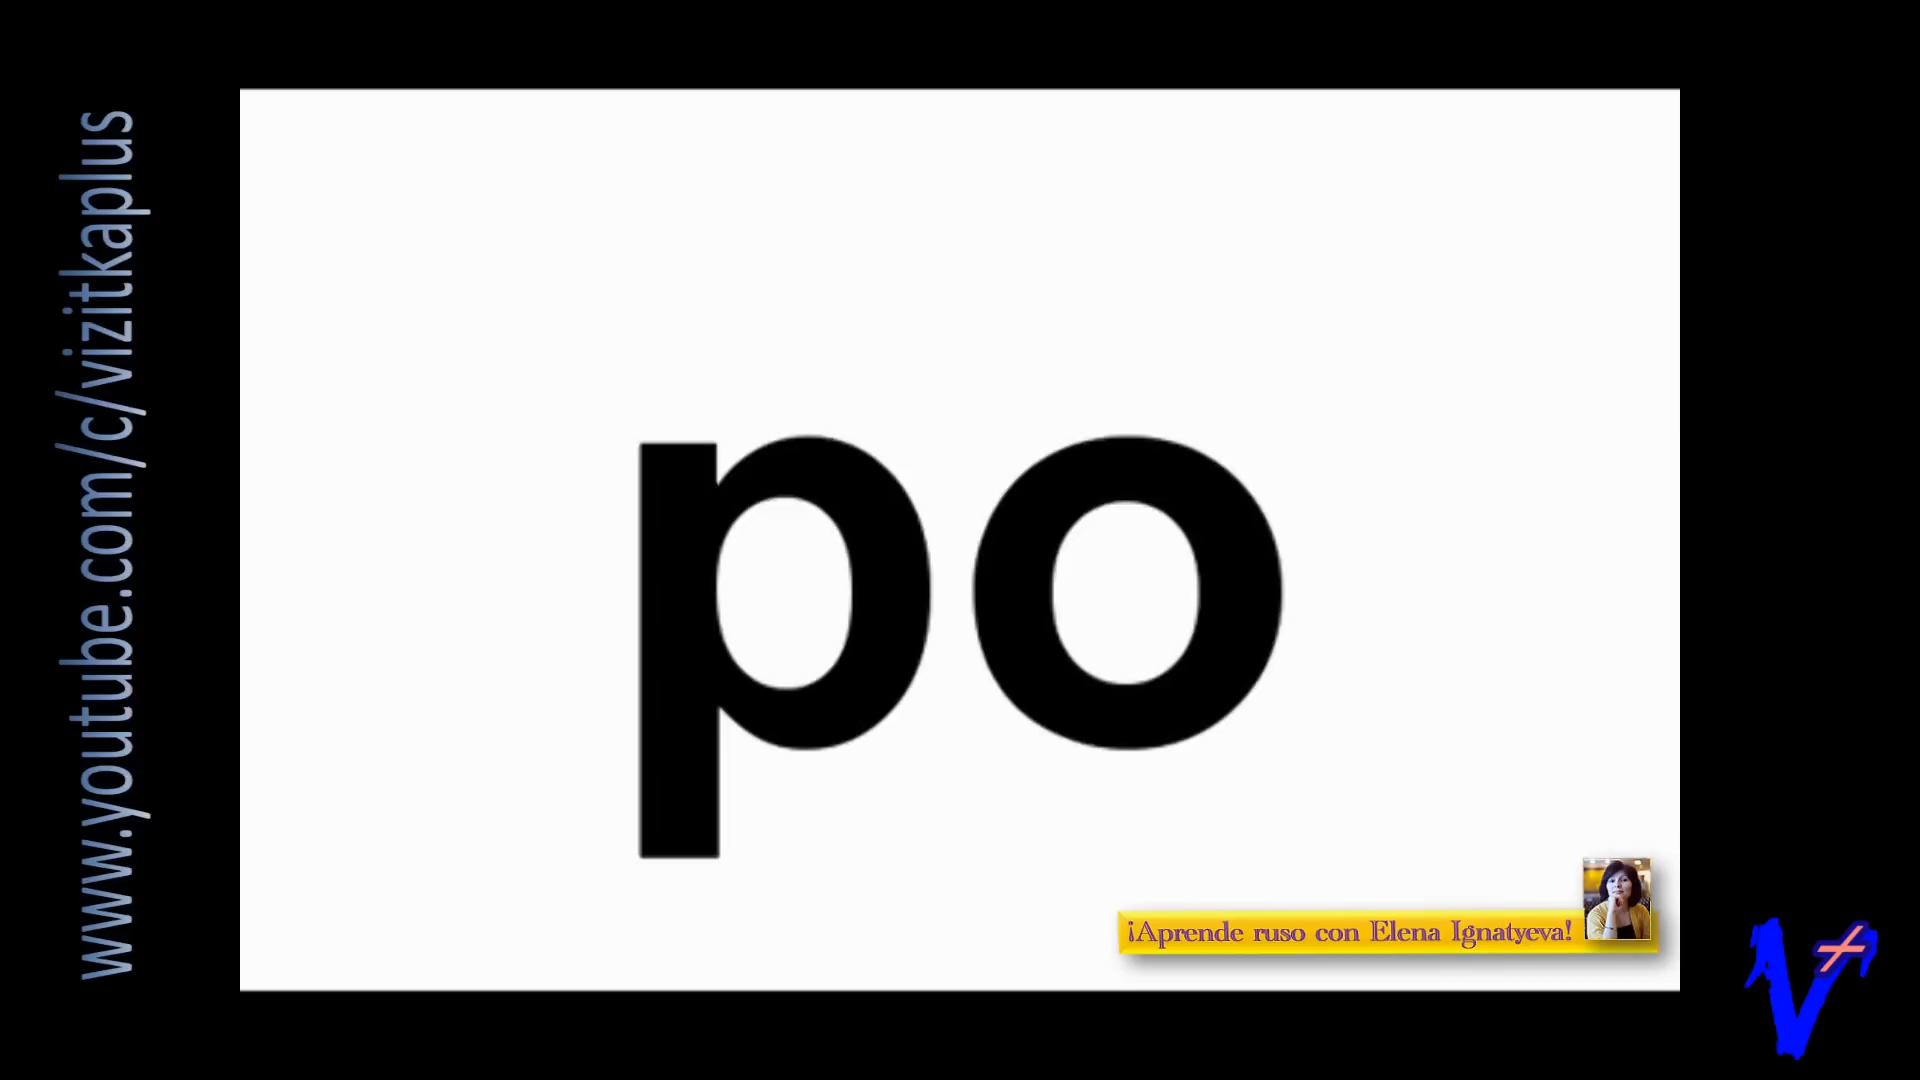 www.youtube.com/c/vizitkaplus
ро
¡Aprende ruso con Elena Ignatyeva!
V+